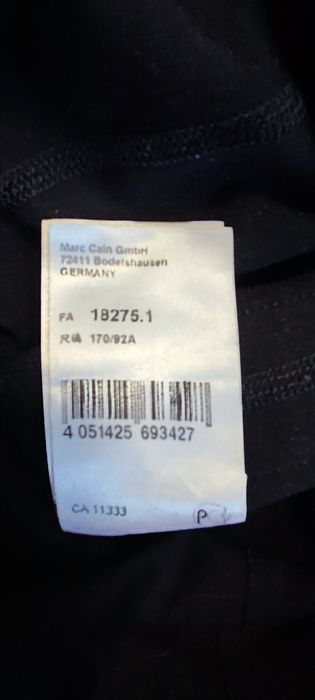 Marc Cain GmbH
72411 Bodelshausen
GERMANY
FA 18275.1
尺码 170/92A
4 051425 693427
CA 11333
P